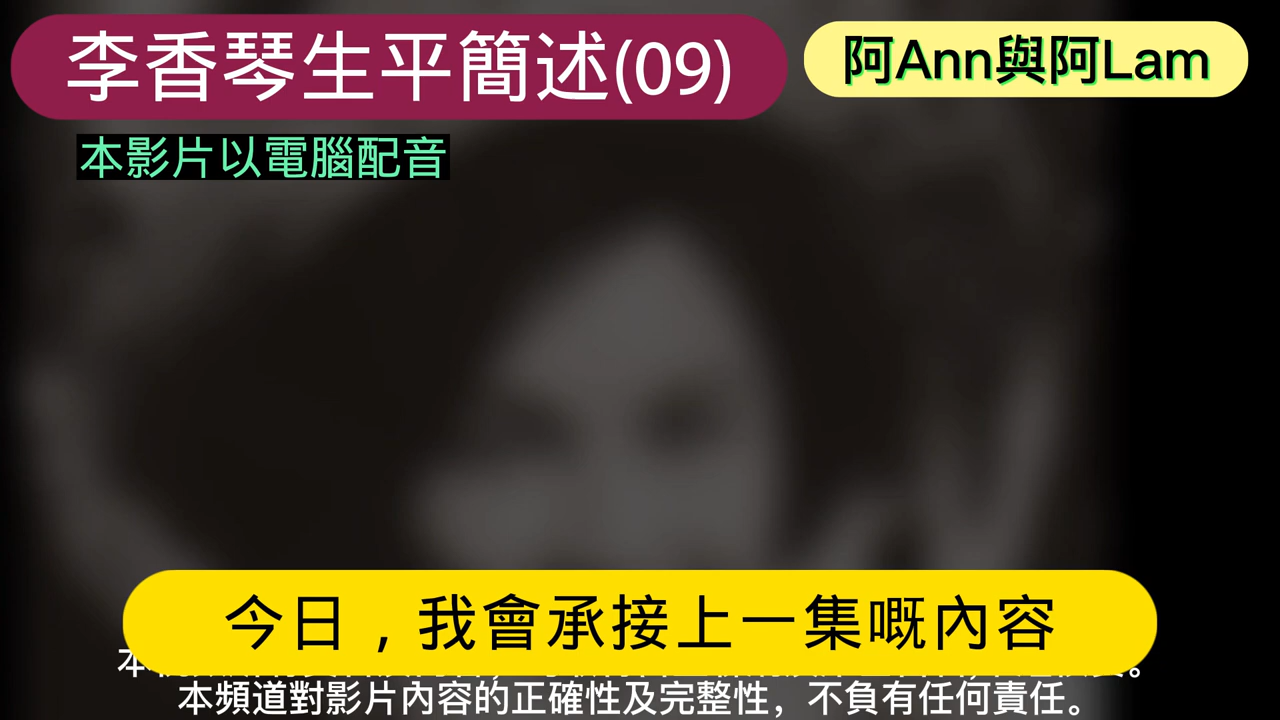 李香琴生平簡述(09)
阿Ann與阿Lam
本影片以電腦配音
今日，我會承接上一集嘅內容
本頻道對影片內容的正確性及完整性，不負有任何責任。